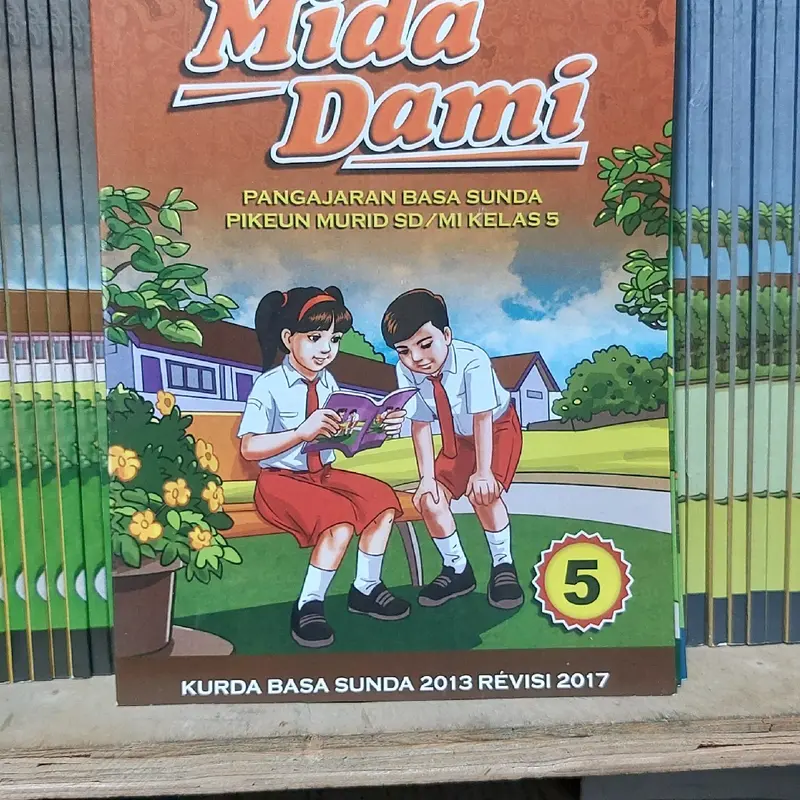 Mida
Dami
PANGAJARAN BASA SUNDA
PIKEUN MURID SD/MI KELAS 5
5
KURDA BASA SUNDA 2013 RÉVISI 2017